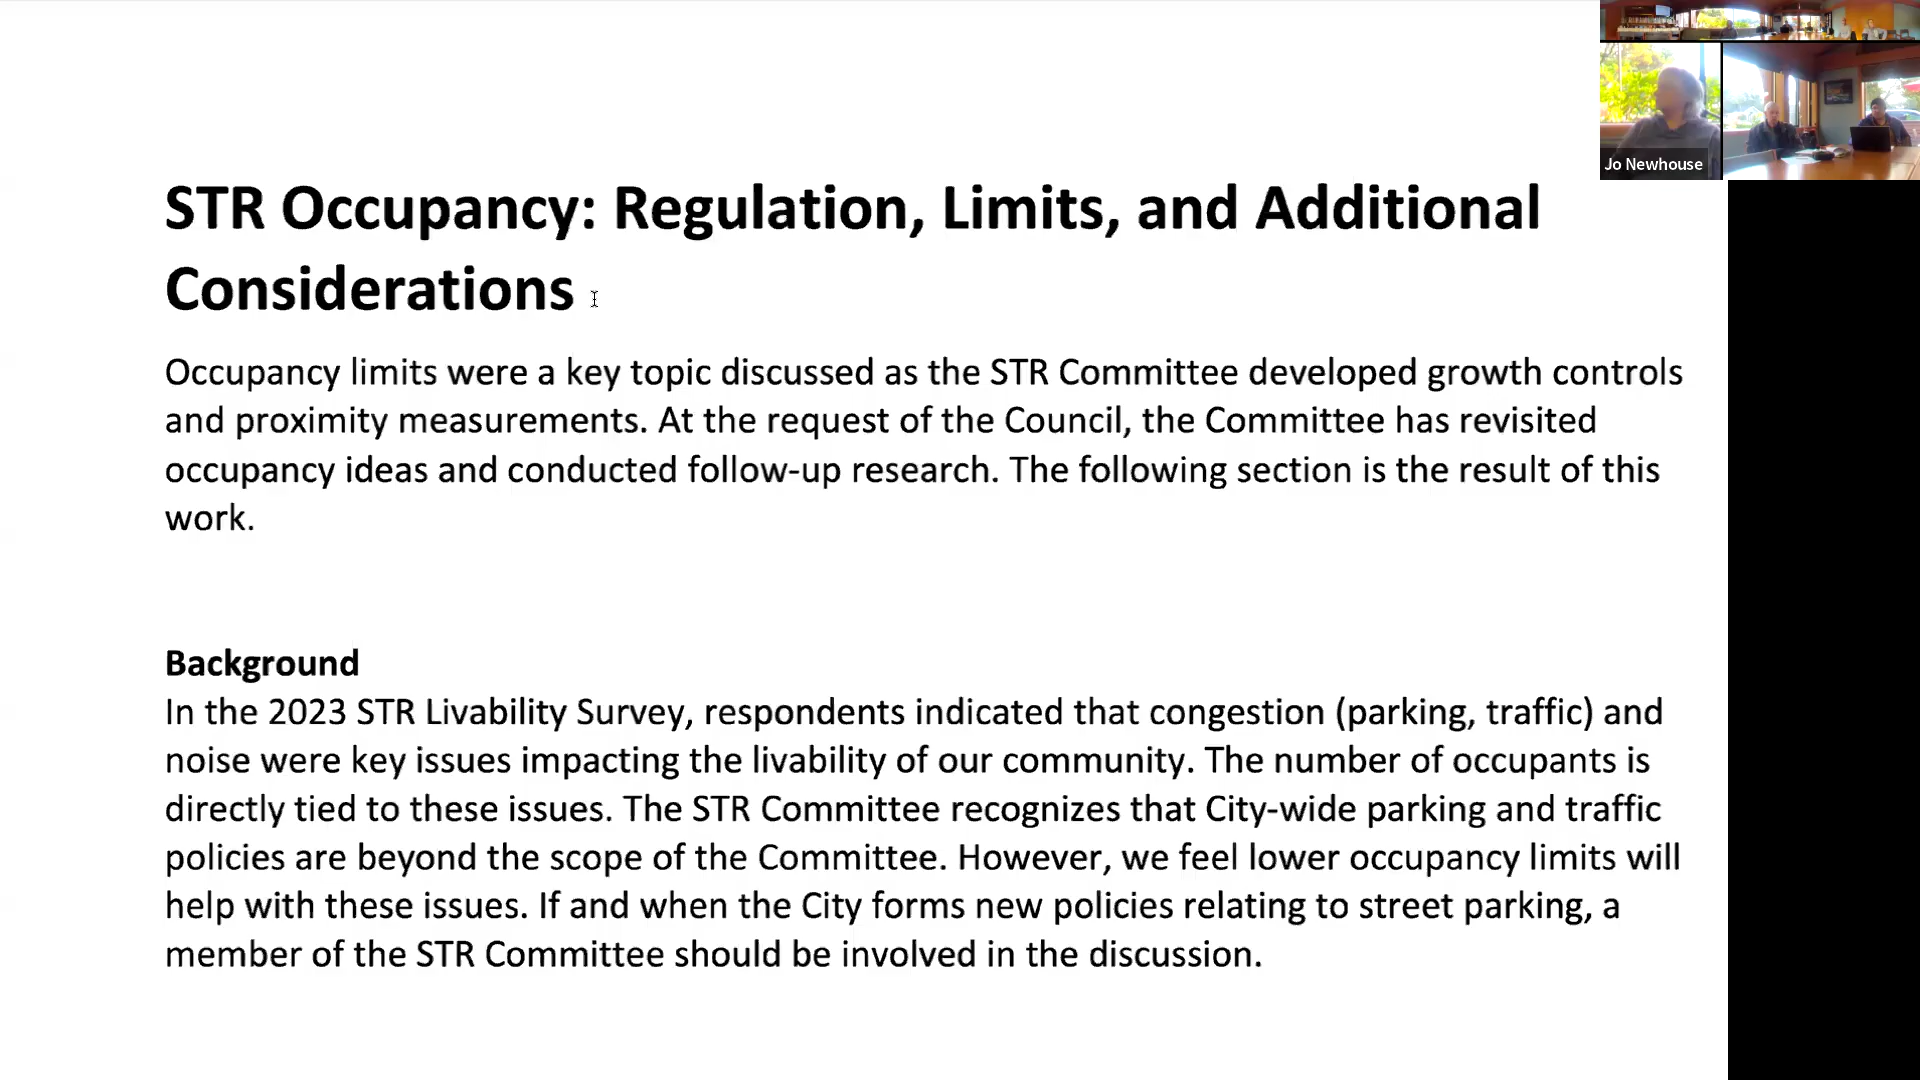 Jo Newhouse
STR Occupancy: Regulation, Limits, and Additional
Considerations
Occupancy limits were a key topic discussed as the STR Committee developed growth controls
and proximity measurements. At the request of the Council, the Committee has revisited
occupancy ideas and conducted follow-up research. The following section is the result of this
work.
Background
In the 2023 STR Livability Survey, respondents indicated that congestion (parking, traffic) and
noise were key issues impacting the livability of our community. The number of occupants is
directly tied to these issues. The STR Committee recognizes that City-wide parking and traffic
policies are beyond the scope of the Committee. However, we feel lower occupancy limits will
help with these issues. If and when the City forms new policies relating to street parking, a
member of the STR Committee should be involved in the discussion.